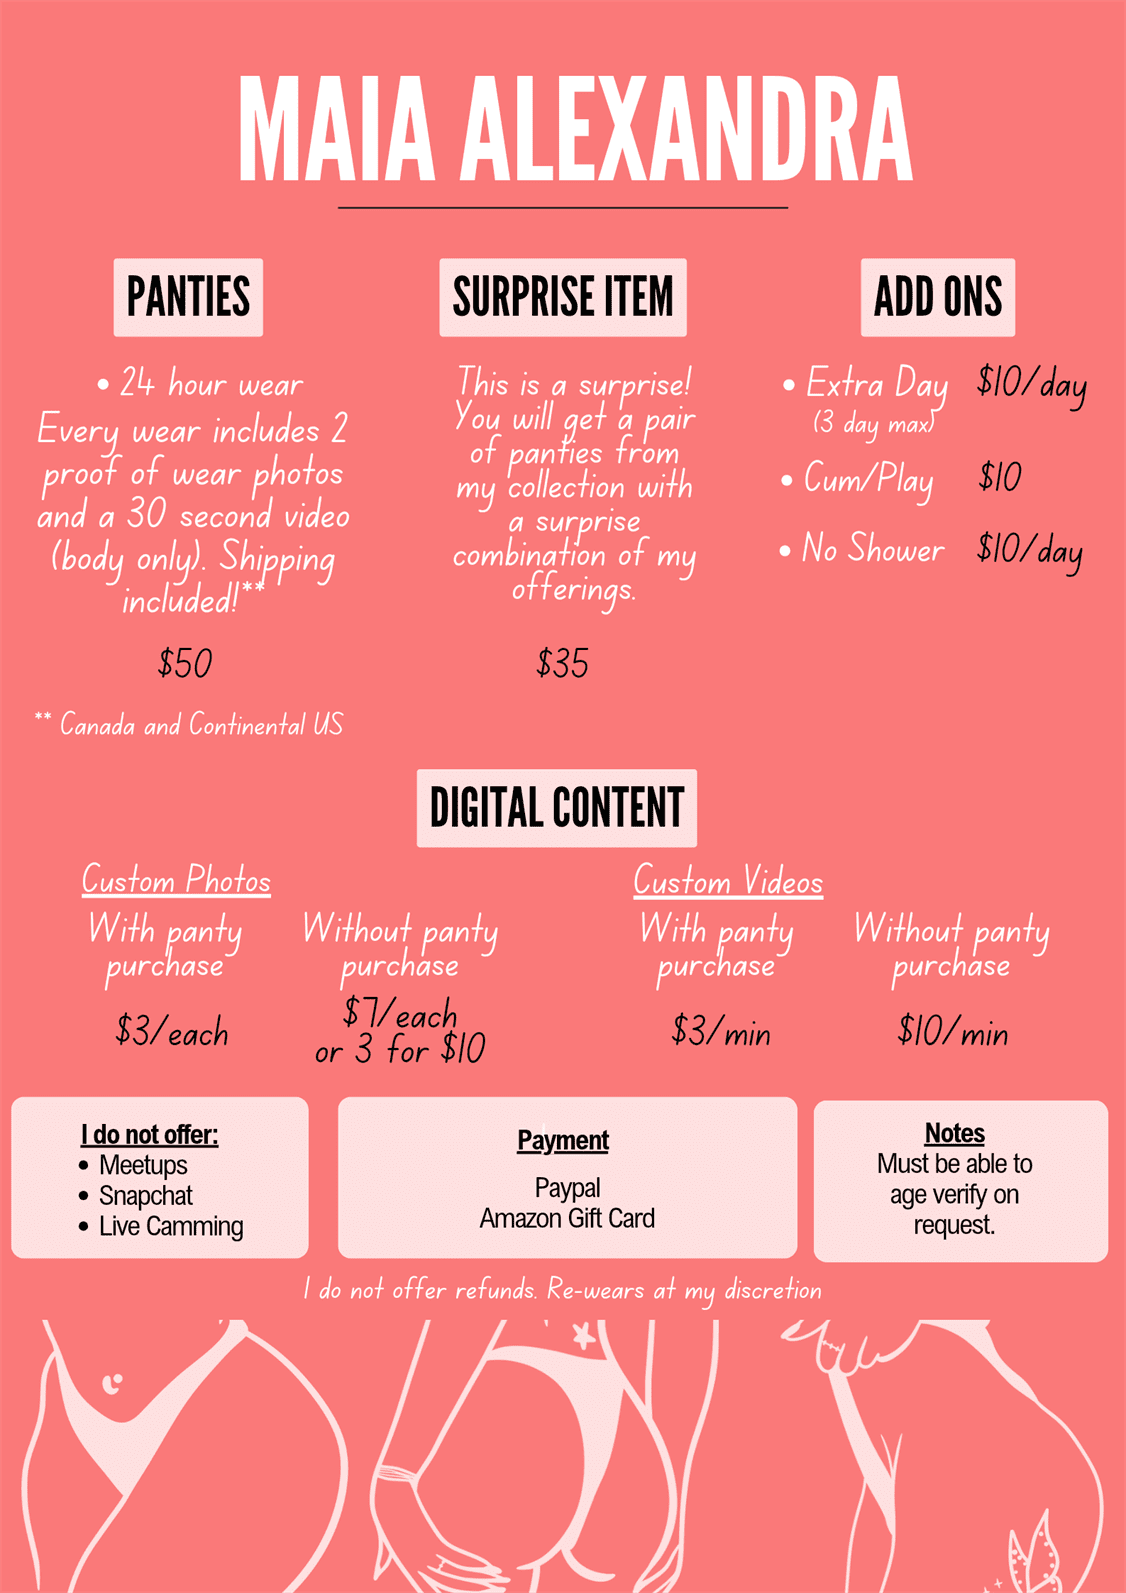 MAIA ALEXANDRA
PANTIES
• 24 hour wear
Every wear includes 2
proof of wear photos
and a 30 second video
(body only). Shipping
included!**
$50
** Canada and Continental US
SURPRISE ITEM
This is a surprise!
You will get a pair
of panties from
my collection with
a surprise
combination of my
offerings.
$35
ADD ONS
• Extra Day $10/day
(3 day max)
• Cum/Play $10
• No Shower $10/day
DIGITAL CONTENT
Custom Photos
With panty
purchase
$3/each
Without panty
purchase
$7/each
or 3 for $10
Custom Videos
With panty
purchase
$3/min
Without panty
purchase
$10/min
I do not offer:
• Meetups
• Snapchat
• Live Camming
Payment
Paypal
Amazon Gift Card
Notes
Must be able to
age verify on
request.
I do not offer refunds. Re-wears at my discretion